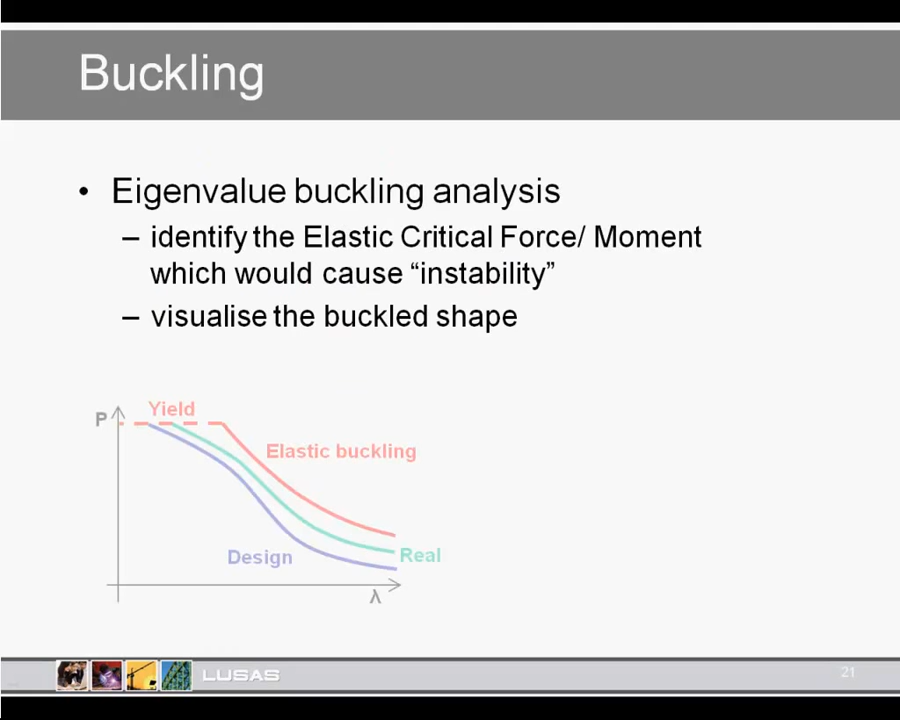 Buckling
• Eigenvalue buckling analysis
– identify the Elastic Critical Force/ Moment
which would cause “instability”
– visualise the buckled shape
P
Yield
Elastic buckling
Design
Real
λ
LUSAS
21